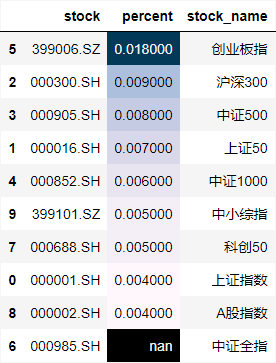 stock percent stock_name
5 399006.SZ 0.018000 创业板指
2 000300.SH 0.009000 沪深300
3 000905.SH 0.008000 中证500
1 000016.SH 0.007000 上证50
4 000852.SH 0.006000 中证1000
9 399101.SZ 0.005000 中小综指
7 000688.SH 0.005000 科创50
0 000001.SH 0.004000 上证指数
8 000002.SH 0.004000 A股指数
6 000985.SH nan 中证全指